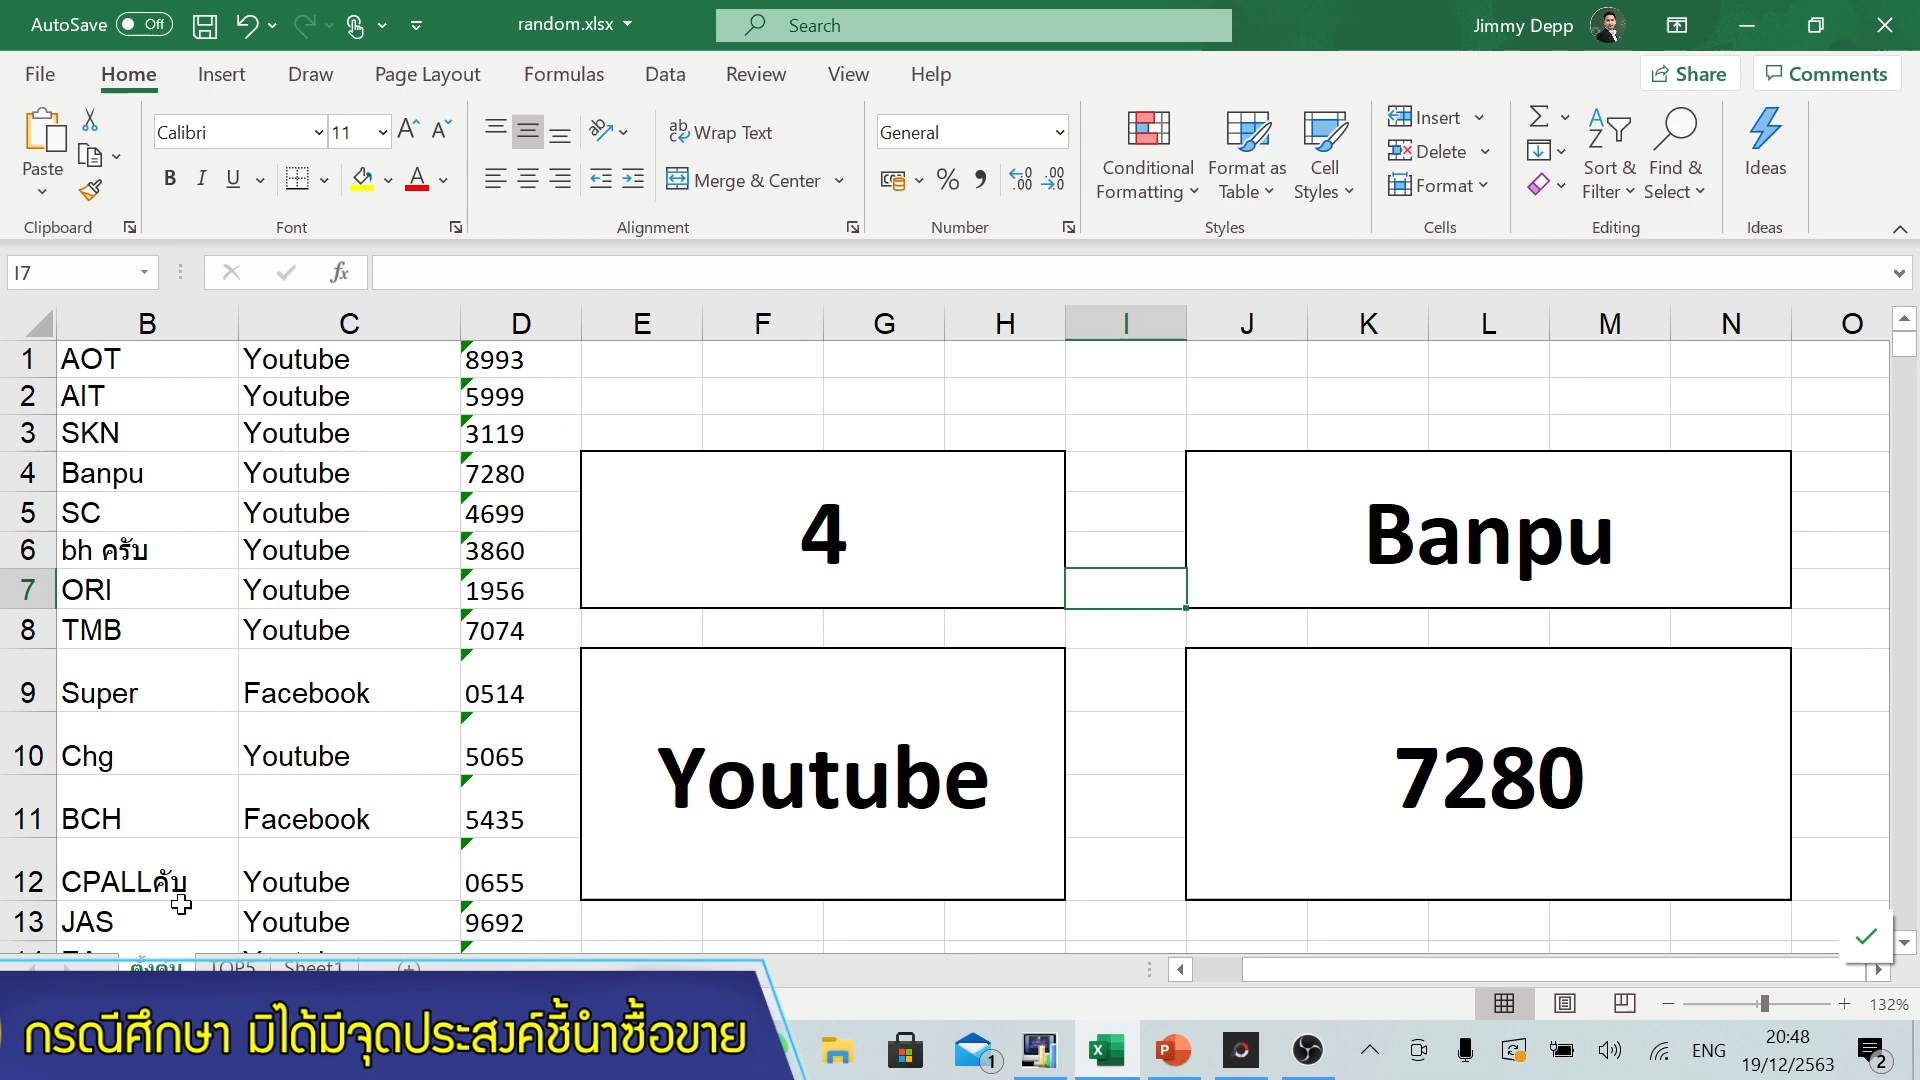 AutoSave Off random.xlsx Search Jimmy Depp
File Home Insert Draw Page Layout Formulas Data Review View Help Share Comments
Calibri 11 Wrap Text General Insert
Paste Conditional Format as Cell Delete Sort & Find & Ideas
B I U Merge & Center Formatting Table Styles Format Filter Select
Clipboard Font Alignment Number Styles Cells Editing Ideas
I7 fx
B C D E F G H I J K L M N O
1 AOT Youtube 8993
2 AIT Youtube 5999
3 SKN Youtube 3119
4 Banpu Youtube 7280
5 SC Youtube 4699
6 bh ครับ Youtube 3860
7 ORI Youtube 1956
8 TMB Youtube 7074
9 Super Facebook 0514
10 Chg Youtube 5065
11 BCH Facebook 5435
12 CPALLคับ Youtube 0655
13 JAS Youtube 9692
4 Banpu
Youtube 7280
TOP5 Sheet1
132%
กรณีศึกษา มิได้มีจุดประสงค์ชี้นำซื้อขาย
1 ENG 20:48 2
19/12/2563